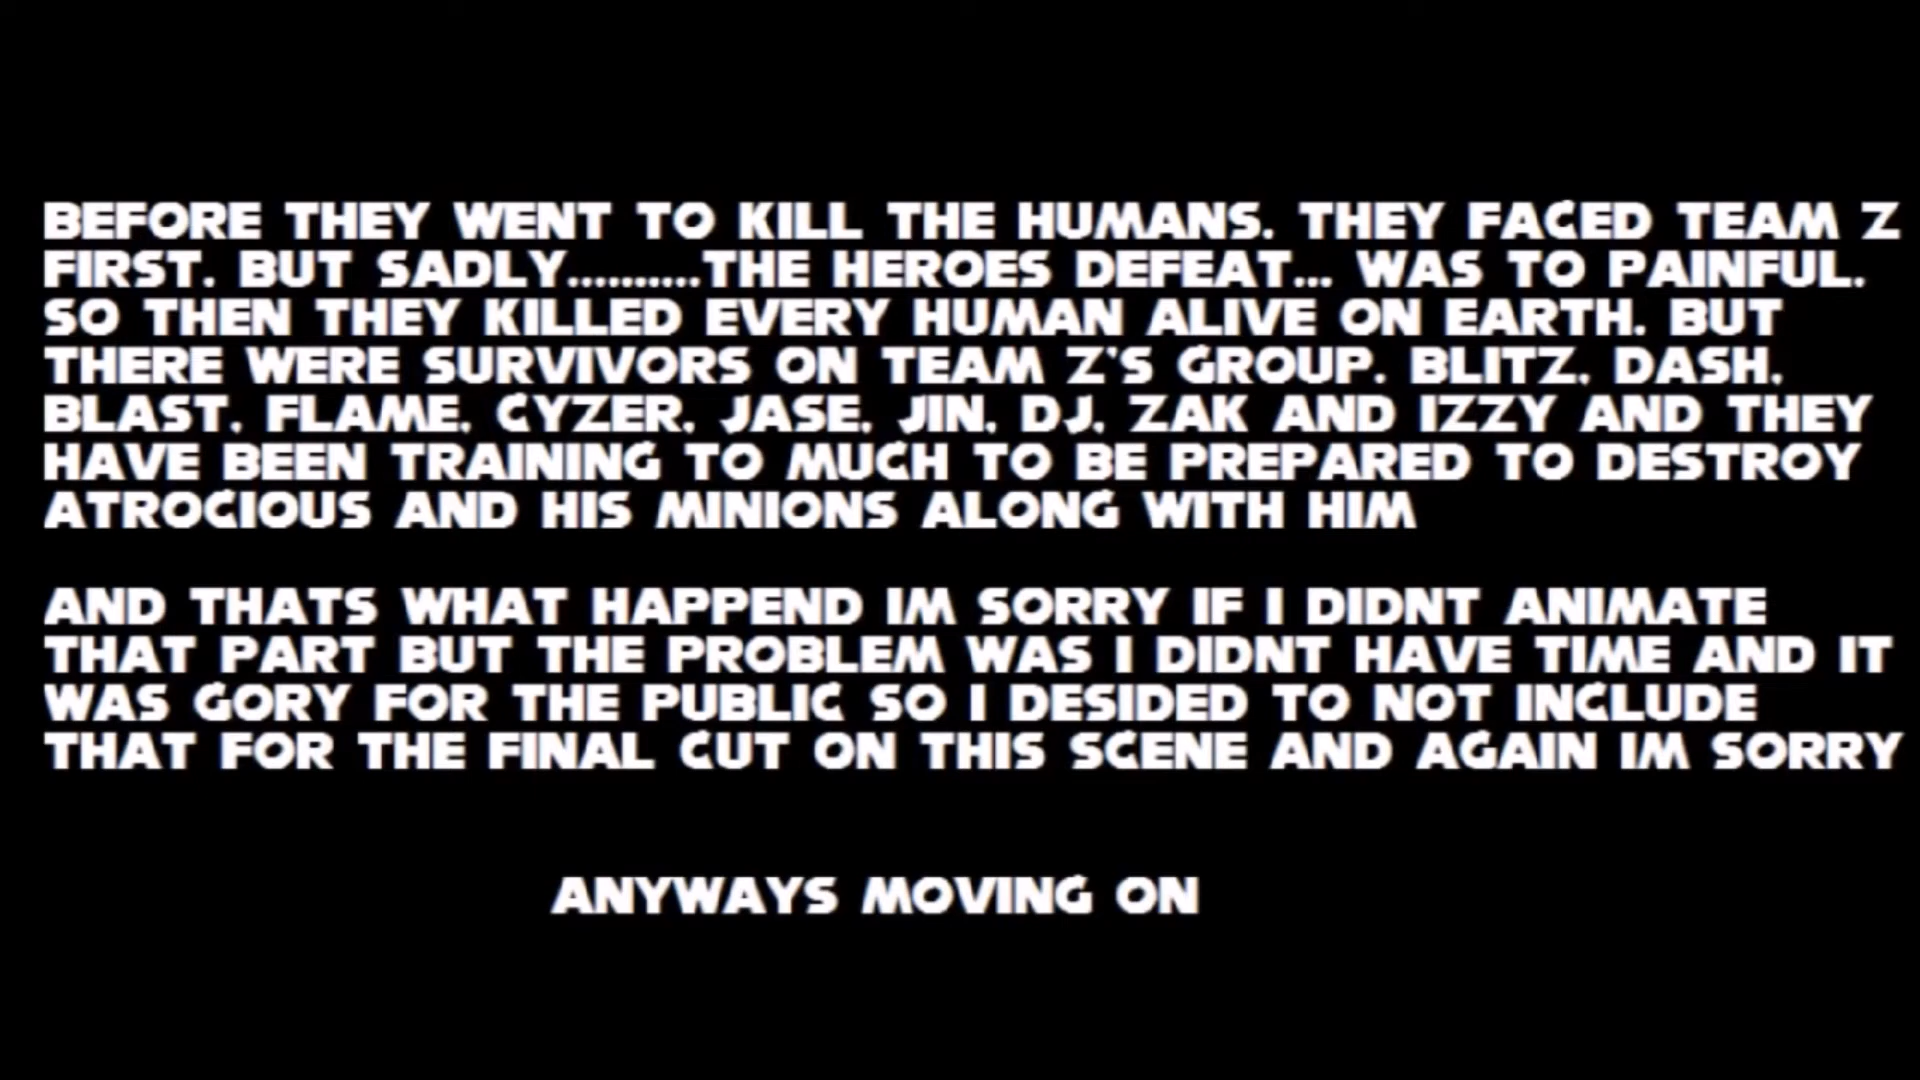 BEFORE THEY WENT TO KILL THE HUMANS. THEY FACED TEAM Z
FIRST. BUT SADLY..........THE HEROES DEFEAT... WAS TO PAINFUL.
SO THEN THEY KILLED EVERY HUMAN ALIVE ON EARTH. BUT
THERE WERE SURVIVORS ON TEAM Z'S GROUP. BLITZ, DASH,
BLAST, FLAME, GYZER, JASE, JIN, DJ, ZAK AND IZZY AND THEY
HAVE BEEN TRAINING TO MUCH TO BE PREPARED TO DESTROY
ATROCIOUS AND HIS MINIONS ALONG WITH HIM
AND THATS WHAT HAPPEND IM SORRY IF I DIDNT ANIMATE
THAT PART BUT THE PROBLEM WAS I DIDNT HAVE TIME AND IT
WAS GORY FOR THE PUBLIC SO I DESIDED TO NOT INCLUDE
THAT FOR THE FINAL CUT ON THIS SCENE AND AGAIN IM SORRY
ANYWAYS MOVING ON